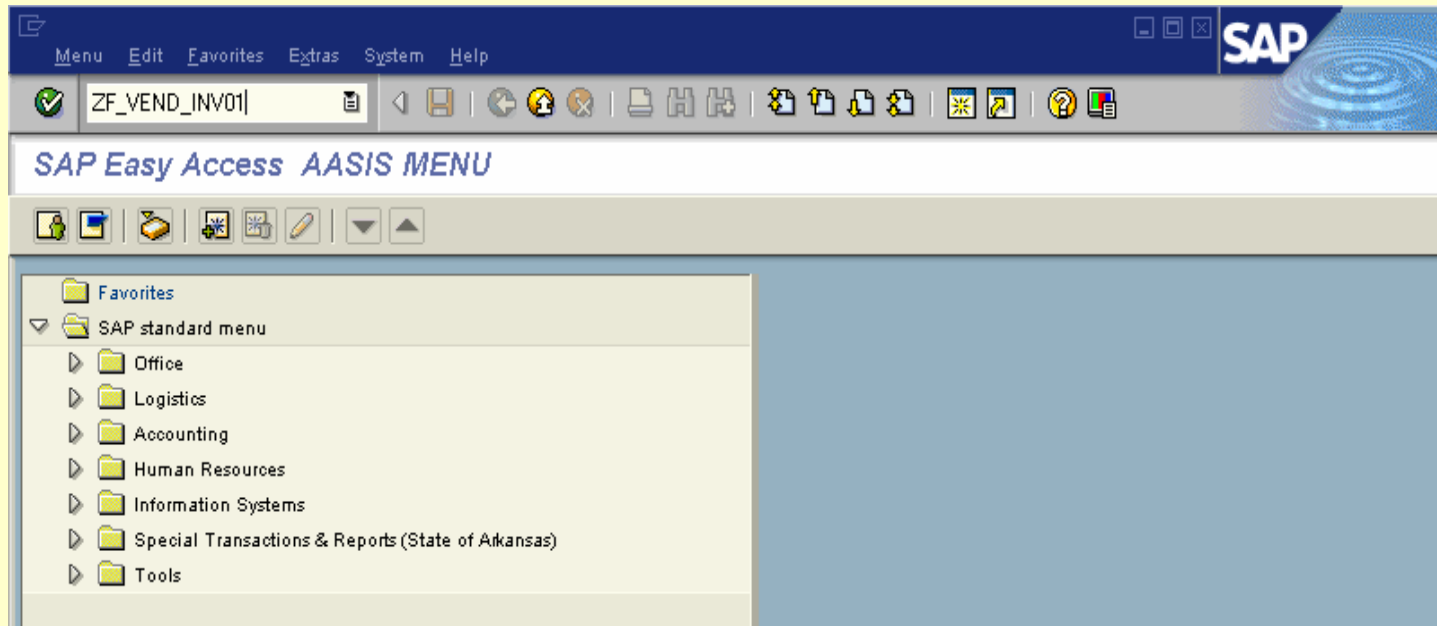 Menu Edit Favorites Extras System Help
SAP
ZF_VEND_INV01
SAP Easy Access AASIS MENU
Favorites
SAP standard menu
Office
Logistics
Accounting
Human Resources
Information Systems
Special Transactions & Reports (State of Arkansas)
Tools